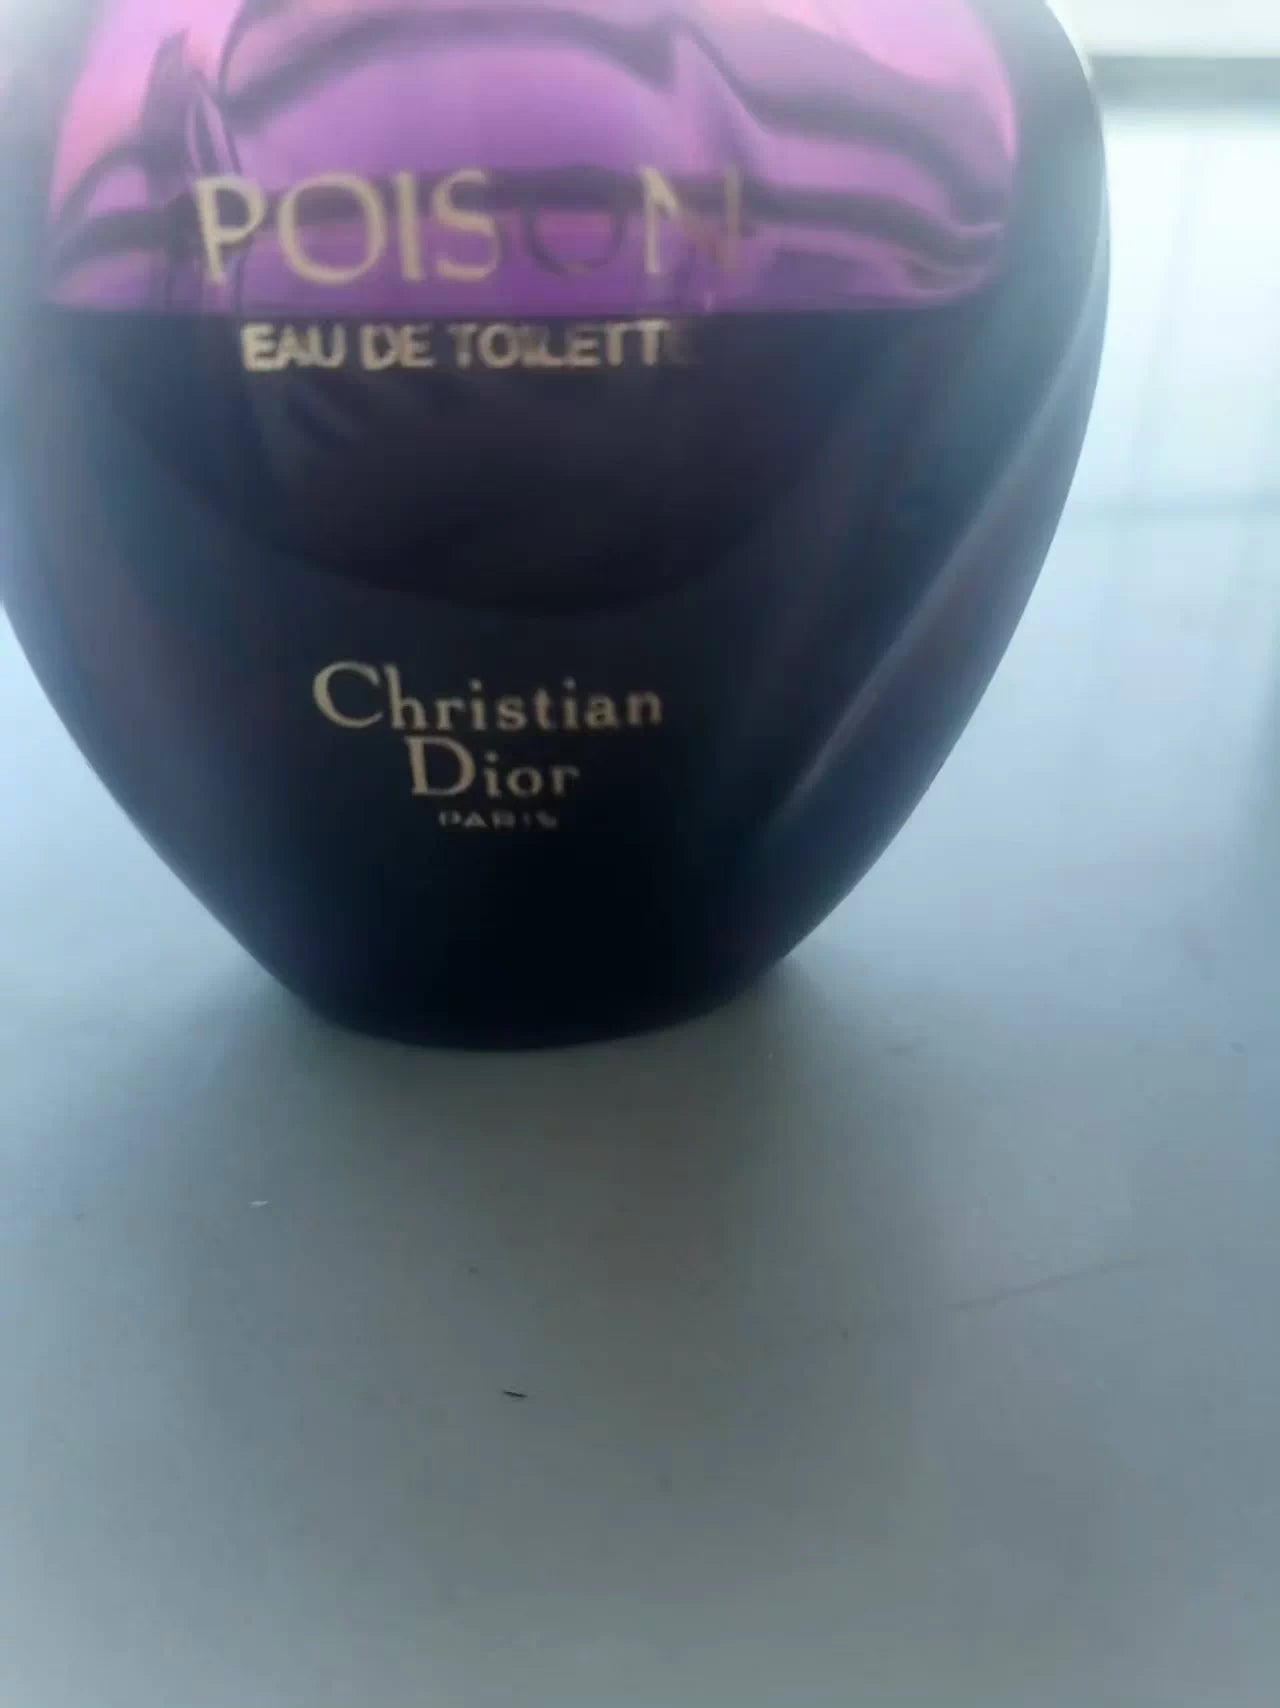 POISON
EAU DE TOILETTE
Christian
Dior
PARIS